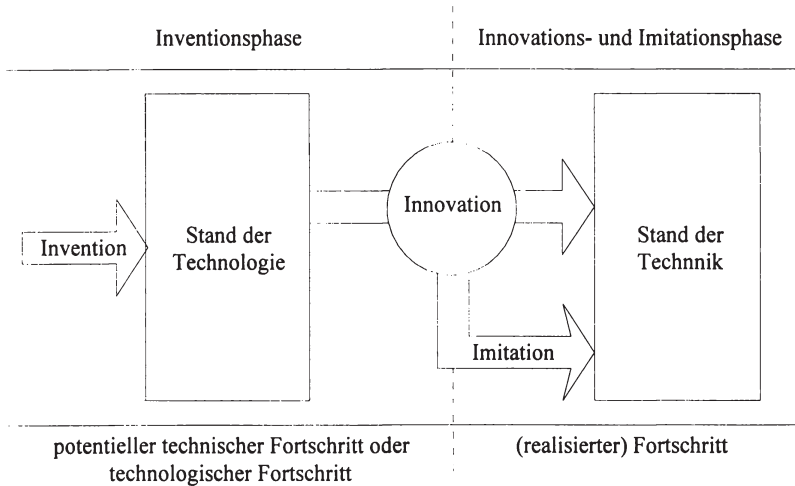 Inventionsphase
Innovations- und Imitationsphase
Invention
Stand der
Technologie
Innovation
Imitation
Stand der
Technnik
potentieller technischer Fortschritt oder
technologischer Fortschritt
(realisierter) Fortschritt